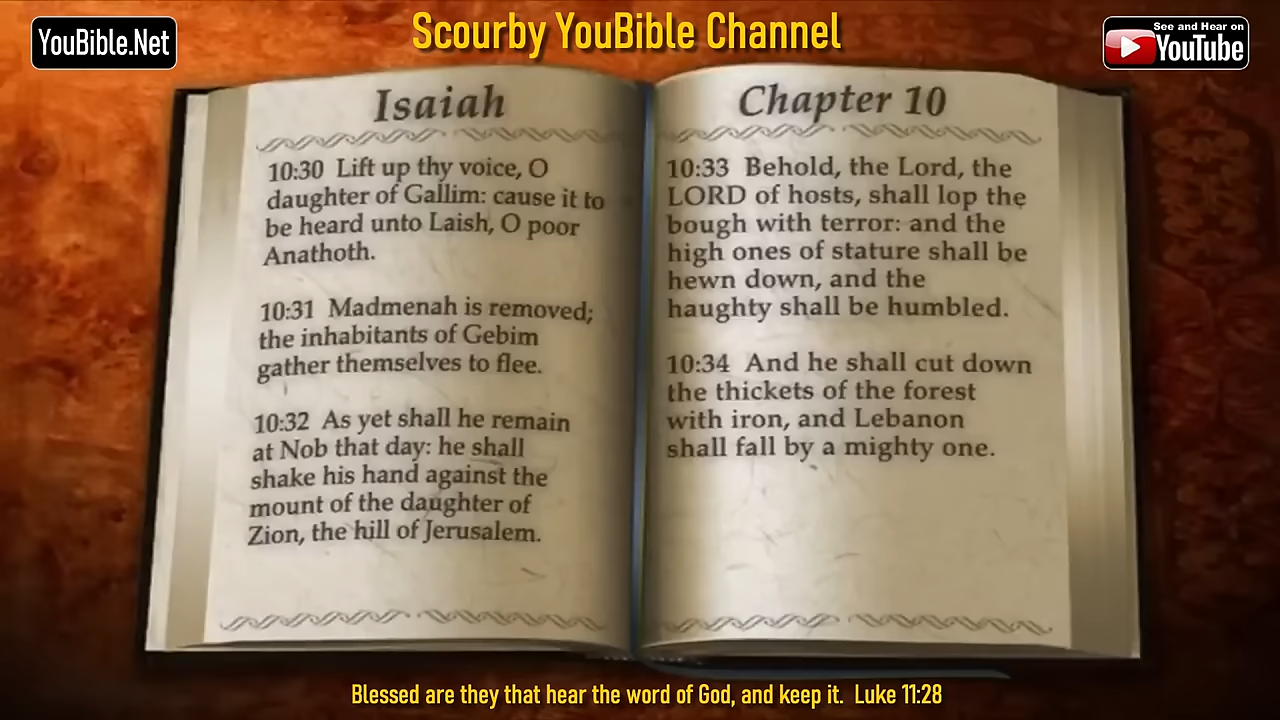 YouBible.Net
Scourby YouBible Channel
See and Hear on
YouTube
Isaiah
10:30 Lift up thy voice, O
daughter of Gallim: cause it to
be heard unto Laish, O poor
Anathoth.
10:31 Madmenah is removed;
the inhabitants of Gebim
gather themselves to flee.
10:32 As yet shall he remain
at Nob that day: he shall
shake his hand against the
mount of the daughter of
Zion, the hill of Jerusalem.
Chapter 10
10:33 Behold, the Lord, the
LORD of hosts, shall lop the
bough with terror: and the
high ones of stature shall be
hewn down, and the
haughty shall be humbled.
10:34 And he shall cut down
the thickets of the forest
with iron, and Lebanon
shall fall by a mighty one.
Blessed are they that hear the word of God, and keep it. Luke 11:28